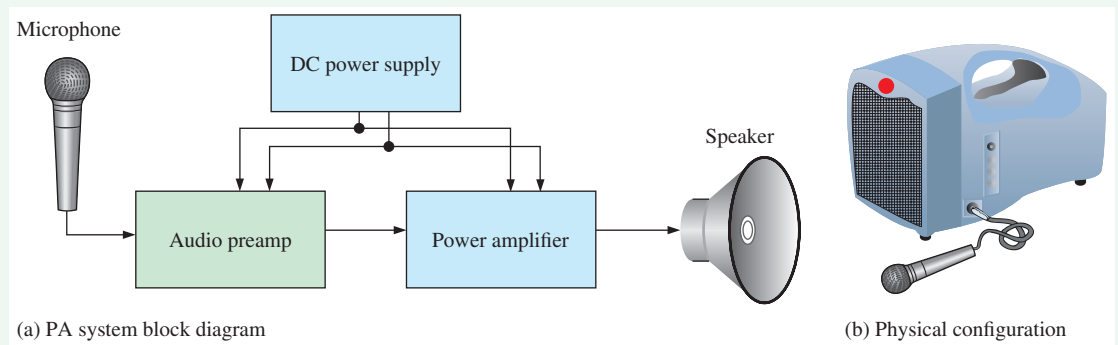 Microphone
DC power supply
Speaker
Audio preamp
Power amplifier
(a) PA system block diagram
(b) Physical configuration